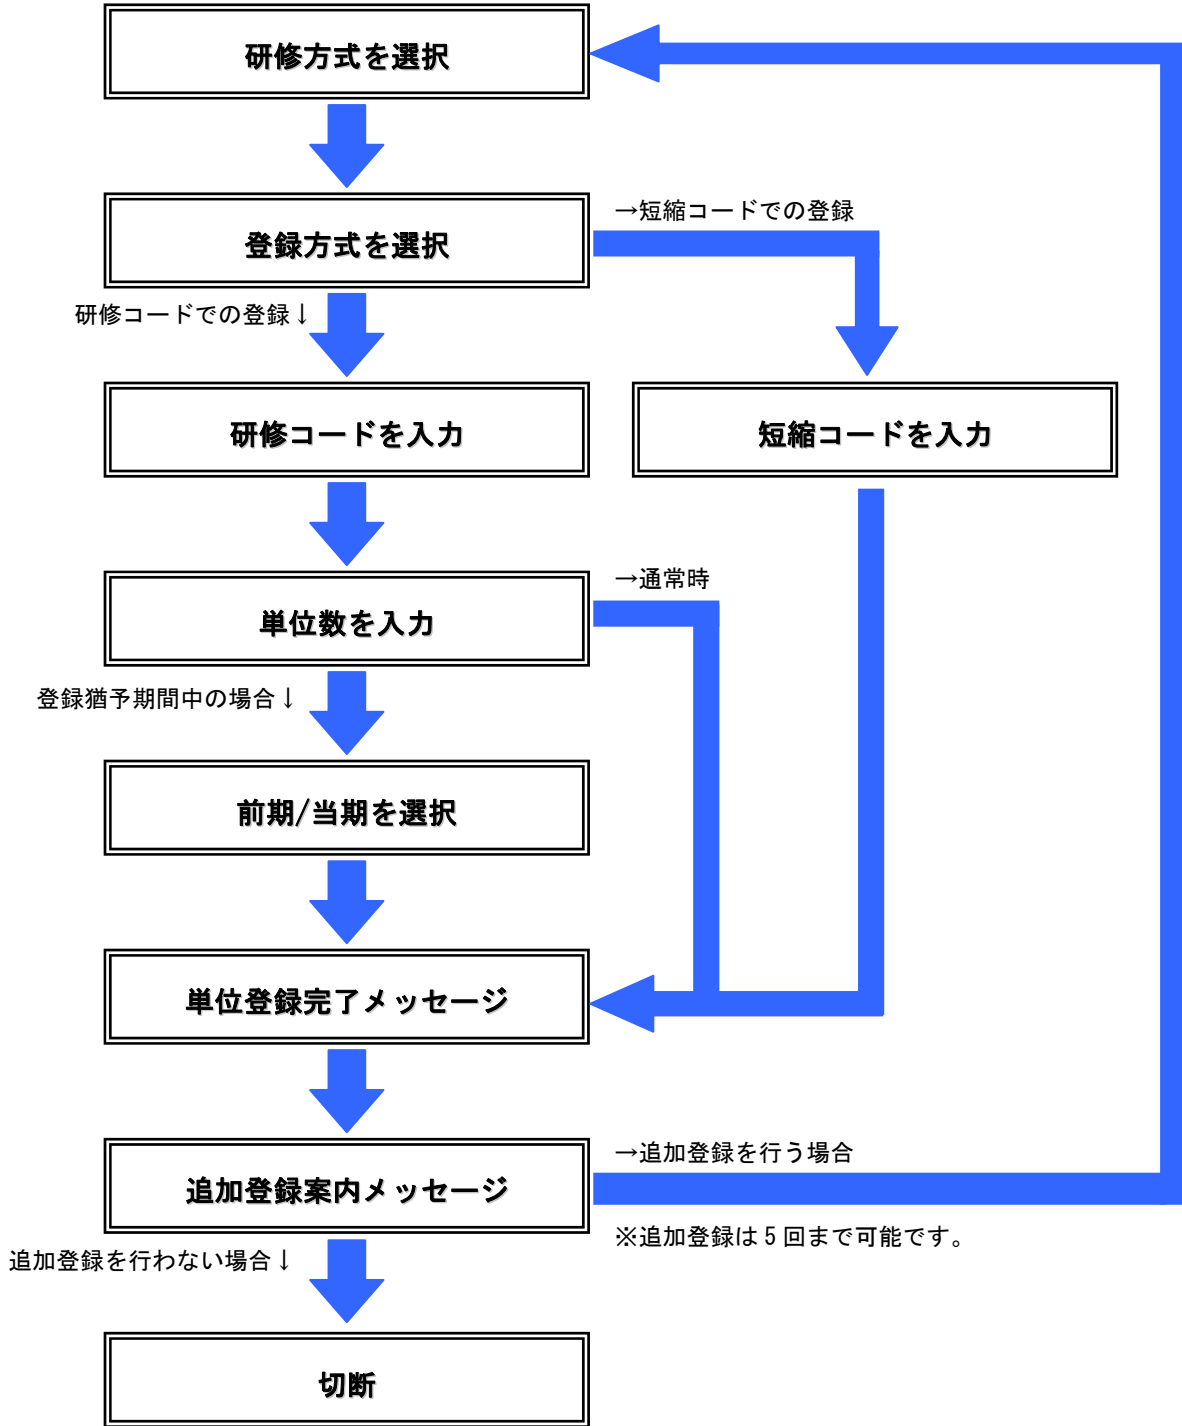 研修方式を選択
登録方式を選択
→短縮コードでの登録
研修コードでの登録↓
研修コードを入力
短縮コードを入力
単位数を入力
→通常時
登録猶予期間中の場合↓
前期/当期を選択
単位登録完了メッセージ
追加登録案内メッセージ
→追加登録を行う場合
※追加登録は5回まで可能です。
追加登録を行わない場合↓
切断